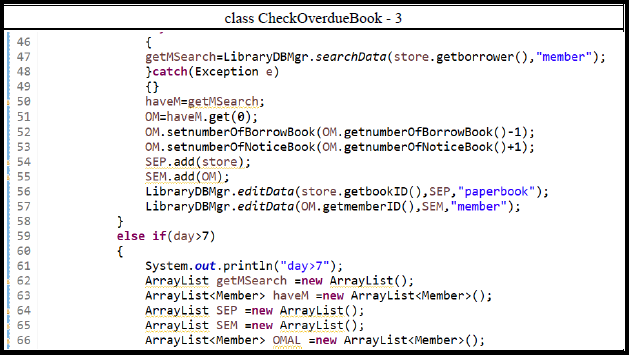 class CheckOverdueBook - 3
46 {
47 getMSearch=LibraryDBMgr.searchData(store.getborrower(),"member");
48 }catch(Exception e)
49 {}
50 haveM=getMSearch;
51 OM=haveM.get(0);
52 OM.setnumberOfBorrowBook(OM.getnumberOfBorrowBook()-1);
53 OM.setnumberOfNoticeBook(OM.getnumberOfNoticeBook()+1);
54 SEP.add(store);
55 SEM.add(OM);
56 LibraryDBMgr.editData(store.getbookID(),SEP,"paperbook");
57 LibraryDBMgr.editData(OM.getmemberID(),SEM,"member");
58 }
59 else if(day>7)
60 {
61 System.out.println("day>7");
62 ArrayList getMSearch =new ArrayList();
63 ArrayList<Member> haveM =new ArrayList<Member>();
64 ArrayList SEP =new ArrayList();
65 ArrayList SEM =new ArrayList();
66 ArrayList<Member> OMAL =new ArrayList<Member>();